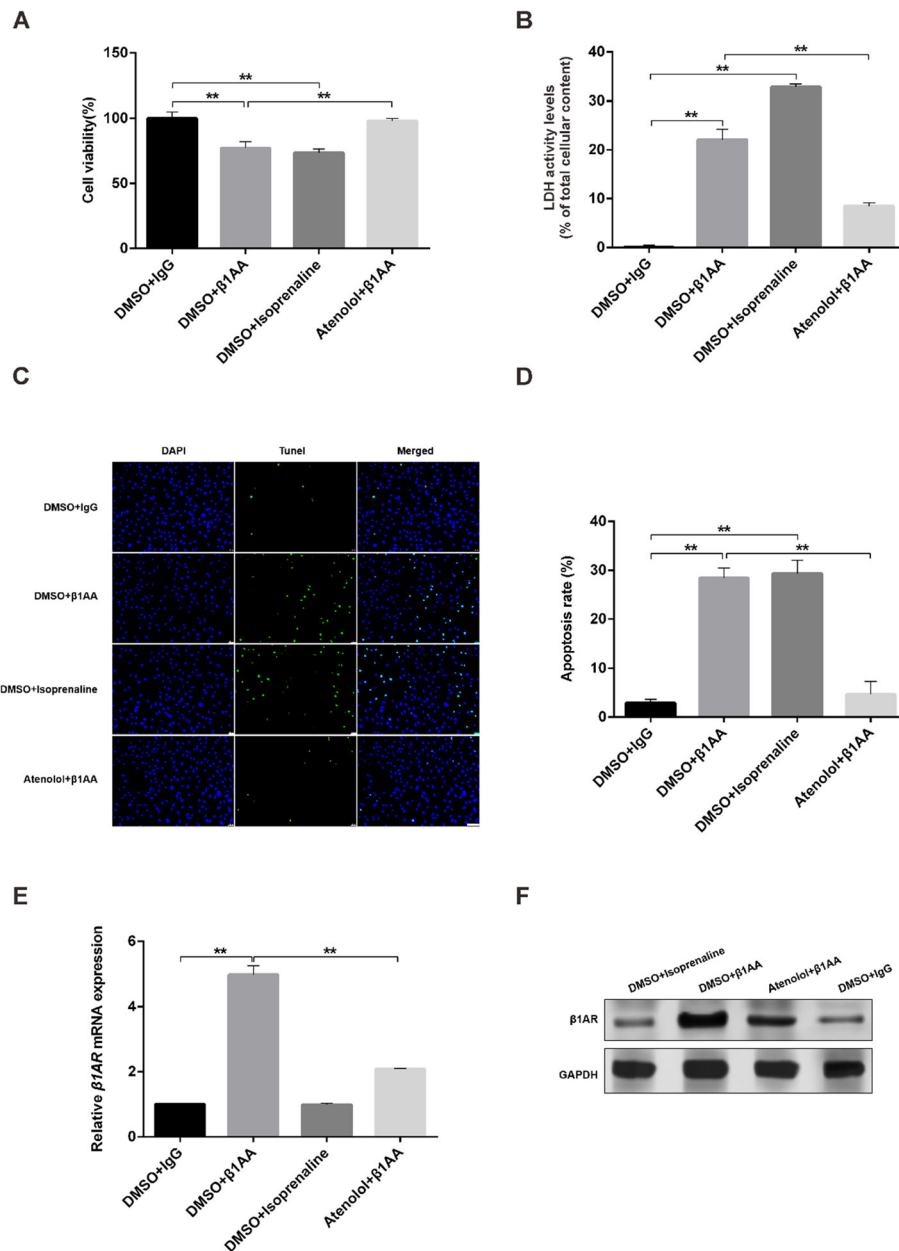 A
Cell viability(%)
150
100
50
0
**
**
**
DMSO+IgG
DMSO+β1AA
DMSO+Isoprenaline
Atenolol+β1AA
B
LDH activity levels
(% of total cellular content)
40
30
20
10
0
**
**
**
DMSO+IgG
DMSO+β1AA
DMSO+Isoprenaline
Atenolol+β1AA
C
DAPI
Tunel
Merged
DMSO+IgG
DMSO+β1AA
DMSO+Isoprenaline
Atenolol+β1AA
D
Apoptosis rate (%)
40
30
20
10
0
**
**
**
DMSO+IgG
DMSO+β1AA
DMSO+Isoprenaline
Atenolol+β1AA
E
Relative β1AR mRNA expression
6
4
2
0
**
**
DMSO+IgG
DMSO+β1AA
DMSO+Isoprenaline
Atenolol+β1AA
F
DMSO+Isoprenaline
DMSO+β1AA
Atenolol+β1AA
DMSO+IgG
β1AR
GAPDH